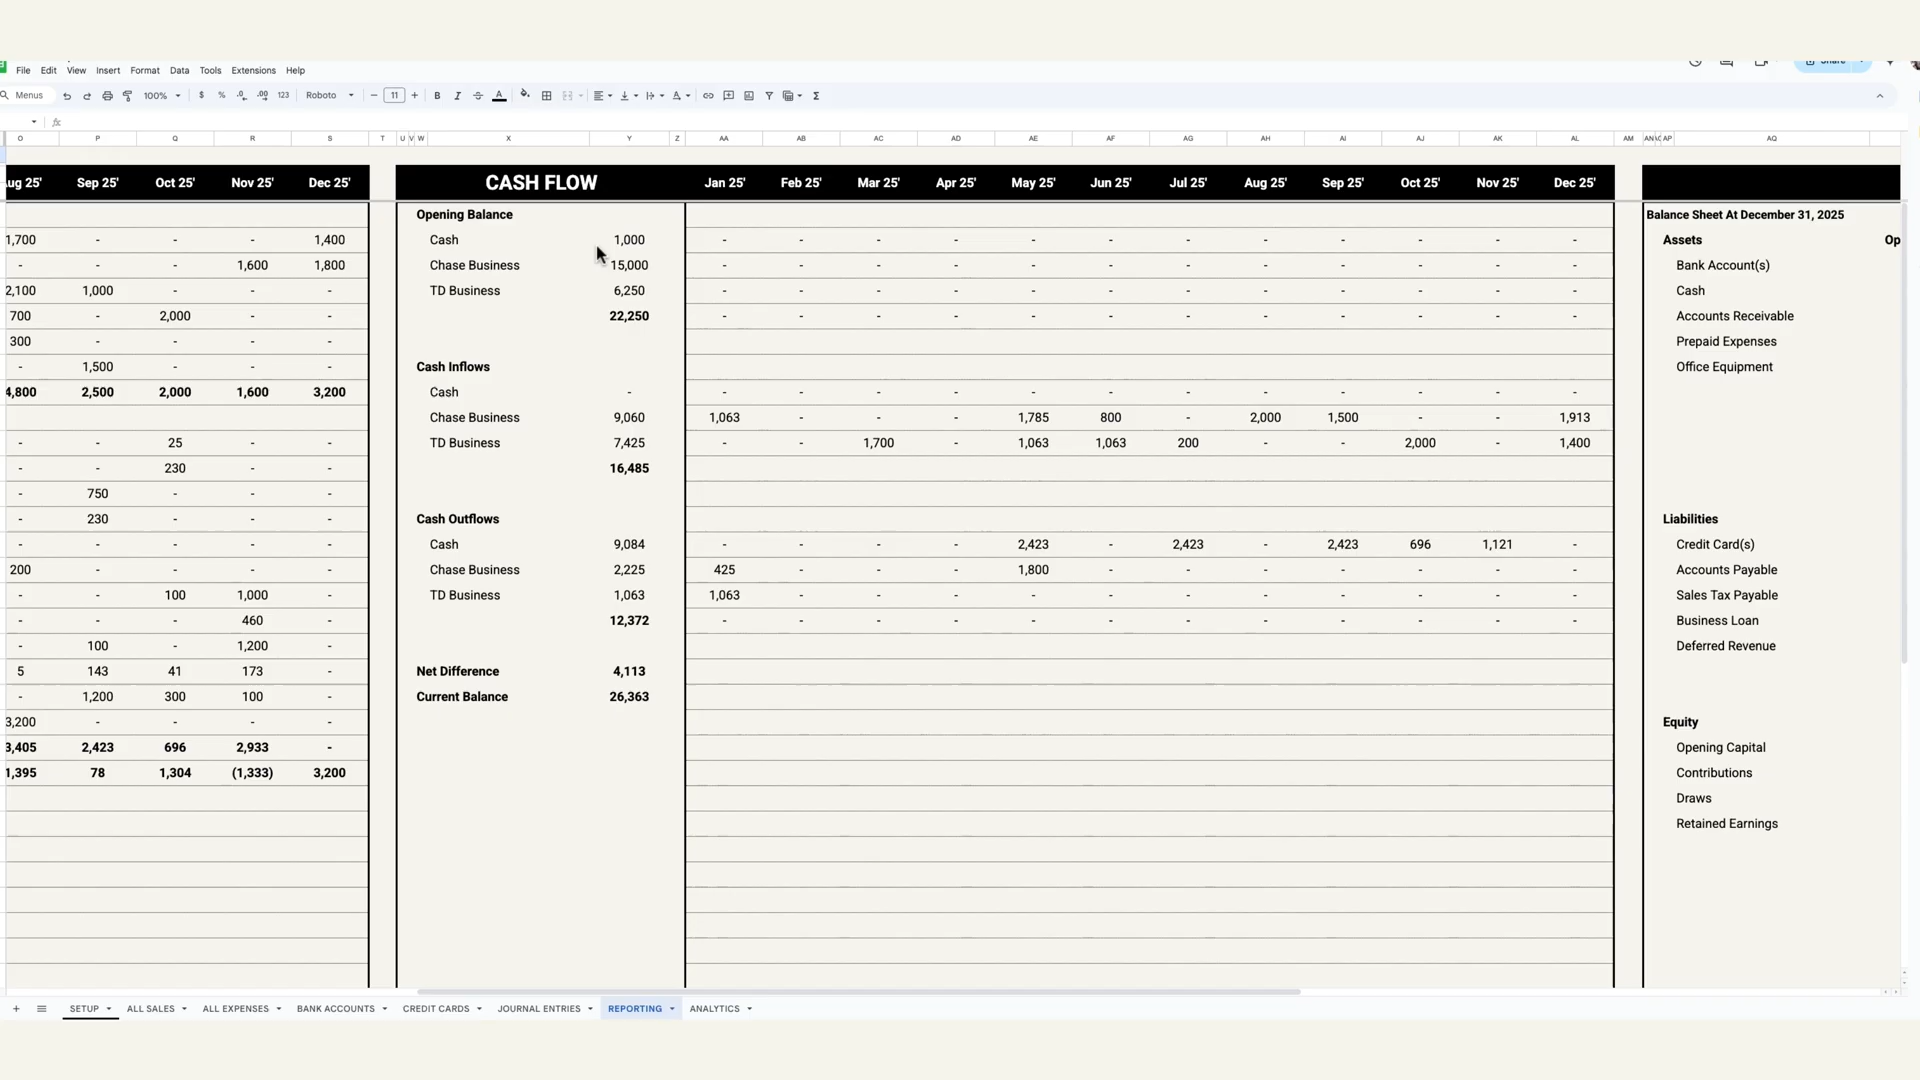 File Edit View Insert Format Data Tools Extensions Help
Share
Menus 100% $ % .0 .00 123 Roboto 11 B I A Σ
fx
O P Q R S T U V W X Y Z AA AB AC AD AE AF AG AH AI AJ AK AL AM AN AP AQ
ug 25' Sep 25' Oct 25' Nov 25' Dec 25' CASH FLOW Jan 25' Feb 25' Mar 25' Apr 25' May 25' Jun 25' Jul 25' Aug 25' Sep 25' Oct 25' Nov 25' Dec 25'
Opening Balance Balance Sheet At December 31, 2025
1,700 - - - 1,400 Cash 1,000 - - - - - - - - - - - - Assets Op
- - - 1,600 1,800 Chase Business 15,000 - - - - - - - - - - - - Bank Account(s)
2,100 1,000 - - - TD Business 6,250 - - - - - - - - - - - - Cash
700 - 2,000 - - 22,250 - - - - - - - - - - - - Accounts Receivable
300 - - - - Prepaid Expenses
- 1,500 - - - Cash Inflows Office Equipment
4,800 2,500 2,000 1,600 3,200 Cash - - - - - - - - - - - - -
Chase Business 9,060 1,063 - - - 1,785 800 - 2,000 1,500 - - 1,913
- - 25 - - TD Business 7,425 - - 1,700 - 1,063 1,063 200 - - 2,000 - 1,400
- - 230 - - 16,485
- 750 - - -
- 230 - - - Cash Outflows Liabilities
- - - - - Cash 9,084 - - - - 2,423 - 2,423 - 2,423 696 1,121 - Credit Card(s)
200 - - - - Chase Business 2,225 425 - - - 1,800 - - - - - - - Accounts Payable
- - 100 1,000 - TD Business 1,063 1,063 - - - - - - - - - - - Sales Tax Payable
- - - 460 - 12,372 - - - - - - - - - - - - Business Loan
- 100 - 1,200 - Deferred Revenue
5 143 41 173 - Net Difference 4,113
- 1,200 300 100 - Current Balance 26,363
3,200 - - - - Equity
3,405 2,423 696 2,933 - Opening Capital
1,395 78 1,304 (1,333) 3,200 Contributions
Draws
Retained Earnings
SETUP ALL SALES ALL EXPENSES BANK ACCOUNTS CREDIT CARDS JOURNAL ENTRIES REPORTING ANALYTICS